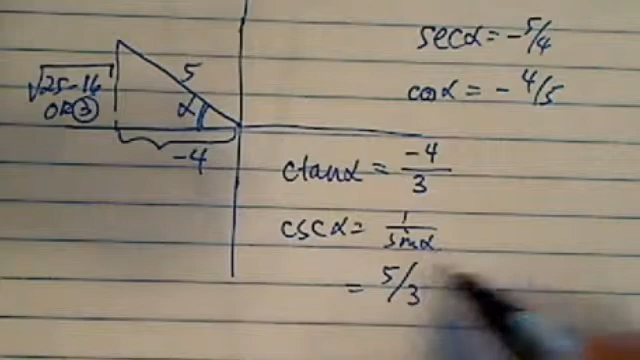 secα = -5/4
cosα = -4/5
5
√25-16
α
OR 3
-4
ctanα = -4/3
cscα = 1/sinα
= 5/3